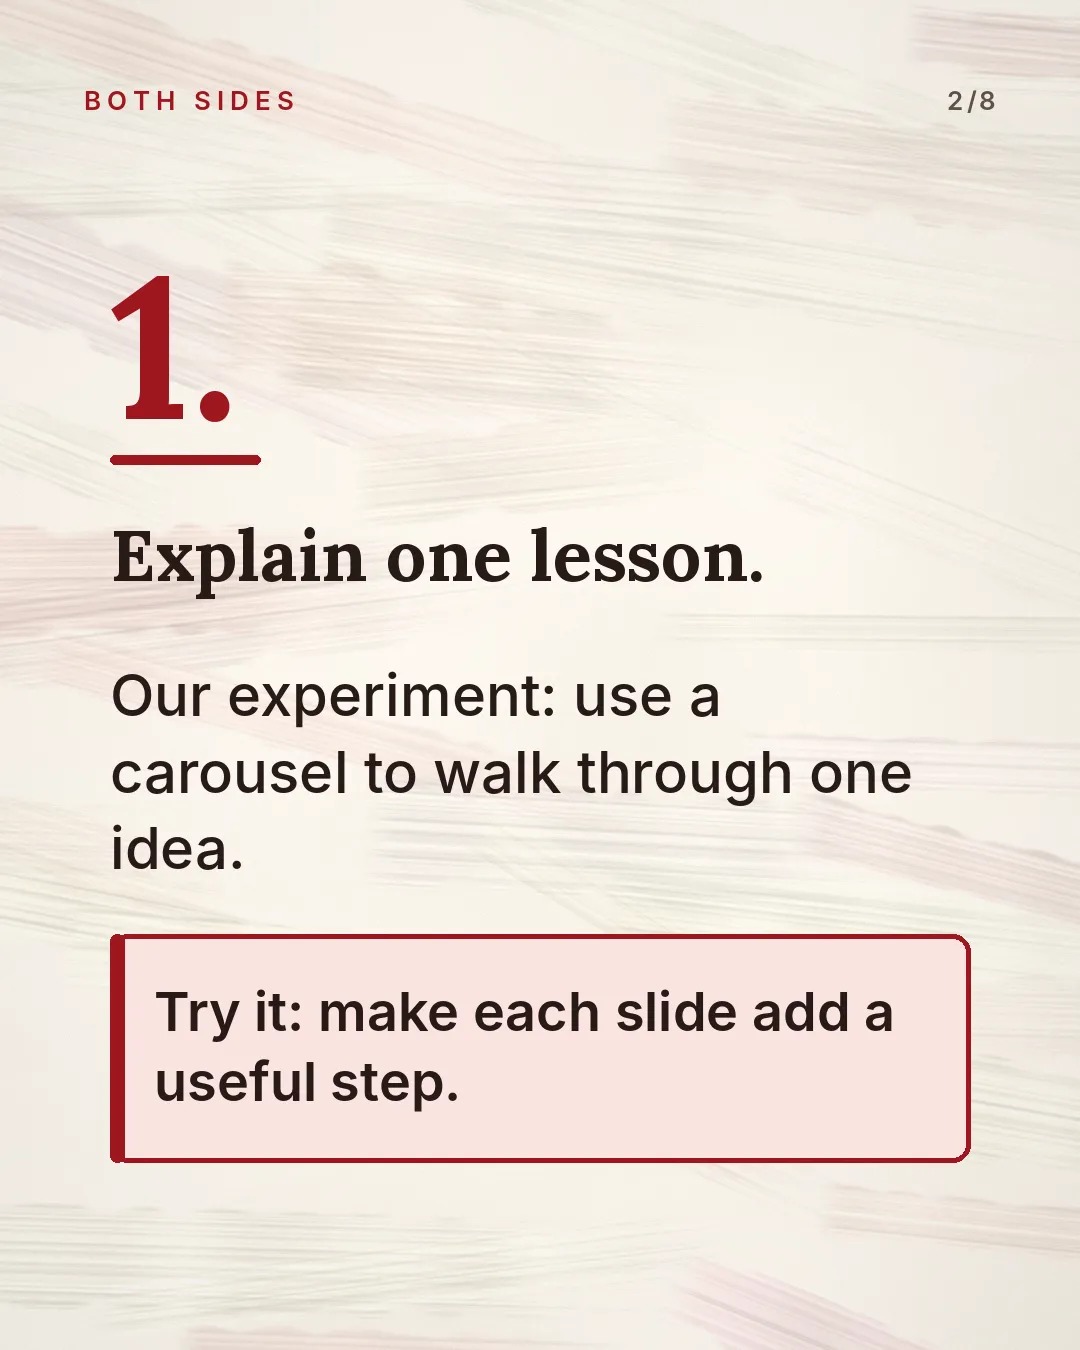 BOTH SIDES
2/8
1.
Explain one lesson.
Our experiment: use a
carousel to walk through one
idea.
Try it: make each slide add a
useful step.